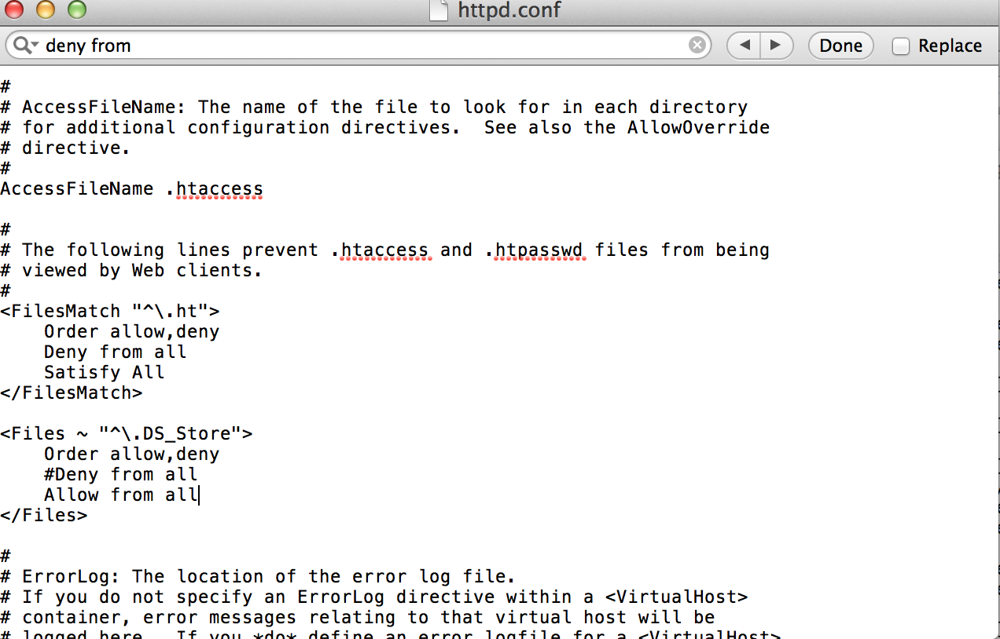 httpd.conf
deny from
Done
Replace
#
# AccessFileName: The name of the file to look for in each directory
# for additional configuration directives.  See also the AllowOverride
# directive.
#
AccessFileName .htaccess
#
# The following lines prevent .htaccess and .htpasswd files from being
# viewed by Web clients.
#
<FilesMatch "^\.ht">
    Order allow,deny
    Deny from all
    Satisfy All
</FilesMatch>
<Files ~ "^\.DS_Store">
    Order allow,deny
    #Deny from all
    Allow from all
</Files>
#
# ErrorLog: The location of the error log file.
# If you do not specify an ErrorLog directive within a <VirtualHost>
# container, error messages relating to that virtual host will be
# logged here.  If you *do* define an error logfile for a <VirtualHost>